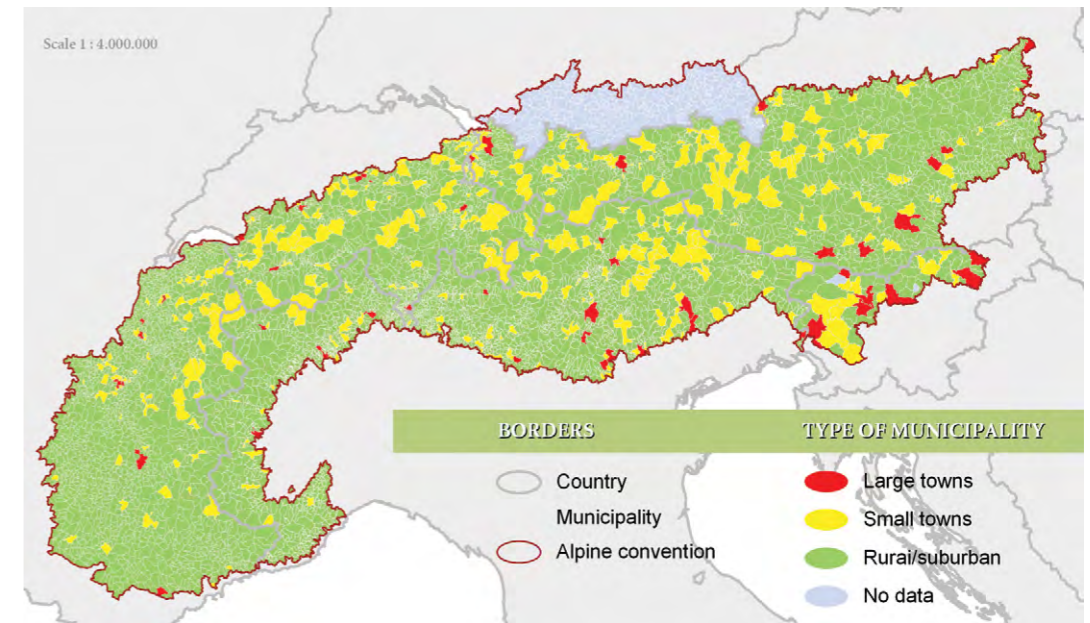 Scale 1 : 4.000.000
BORDERS
Country
Municipality
Alpine convention
TYPE OF MUNICIPALITY
Large towns
Small towns
Rurai/suburban
No data